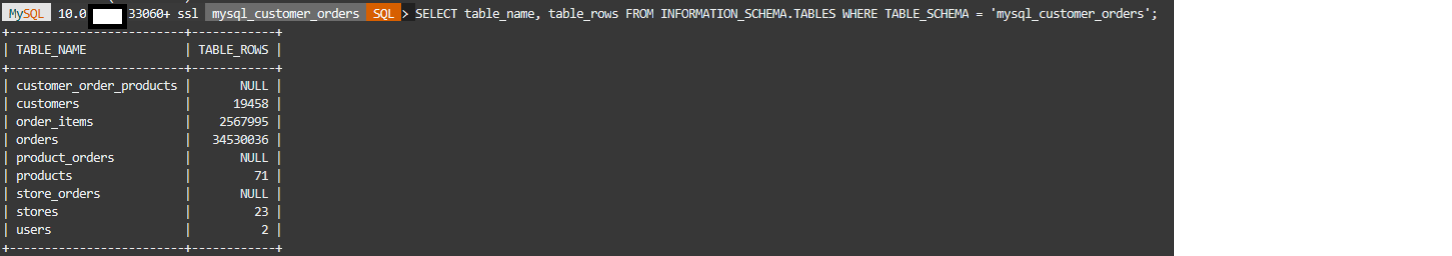 MySQL 10.0 33060+ ssl mysql_customer_orders SQL > SELECT table_name, table_rows FROM INFORMATION_SCHEMA.TABLES WHERE TABLE_SCHEMA = 'mysql_customer_orders';
+------------------------+------------+
| TABLE_NAME | TABLE_ROWS |
+------------------------+------------+
| customer_order_products | NULL |
| customers | 19458 |
| order_items | 2567995 |
| orders | 34530036 |
| product_orders | NULL |
| products | 71 |
| store_orders | NULL |
| stores | 23 |
| users | 2 |
+------------------------+------------+